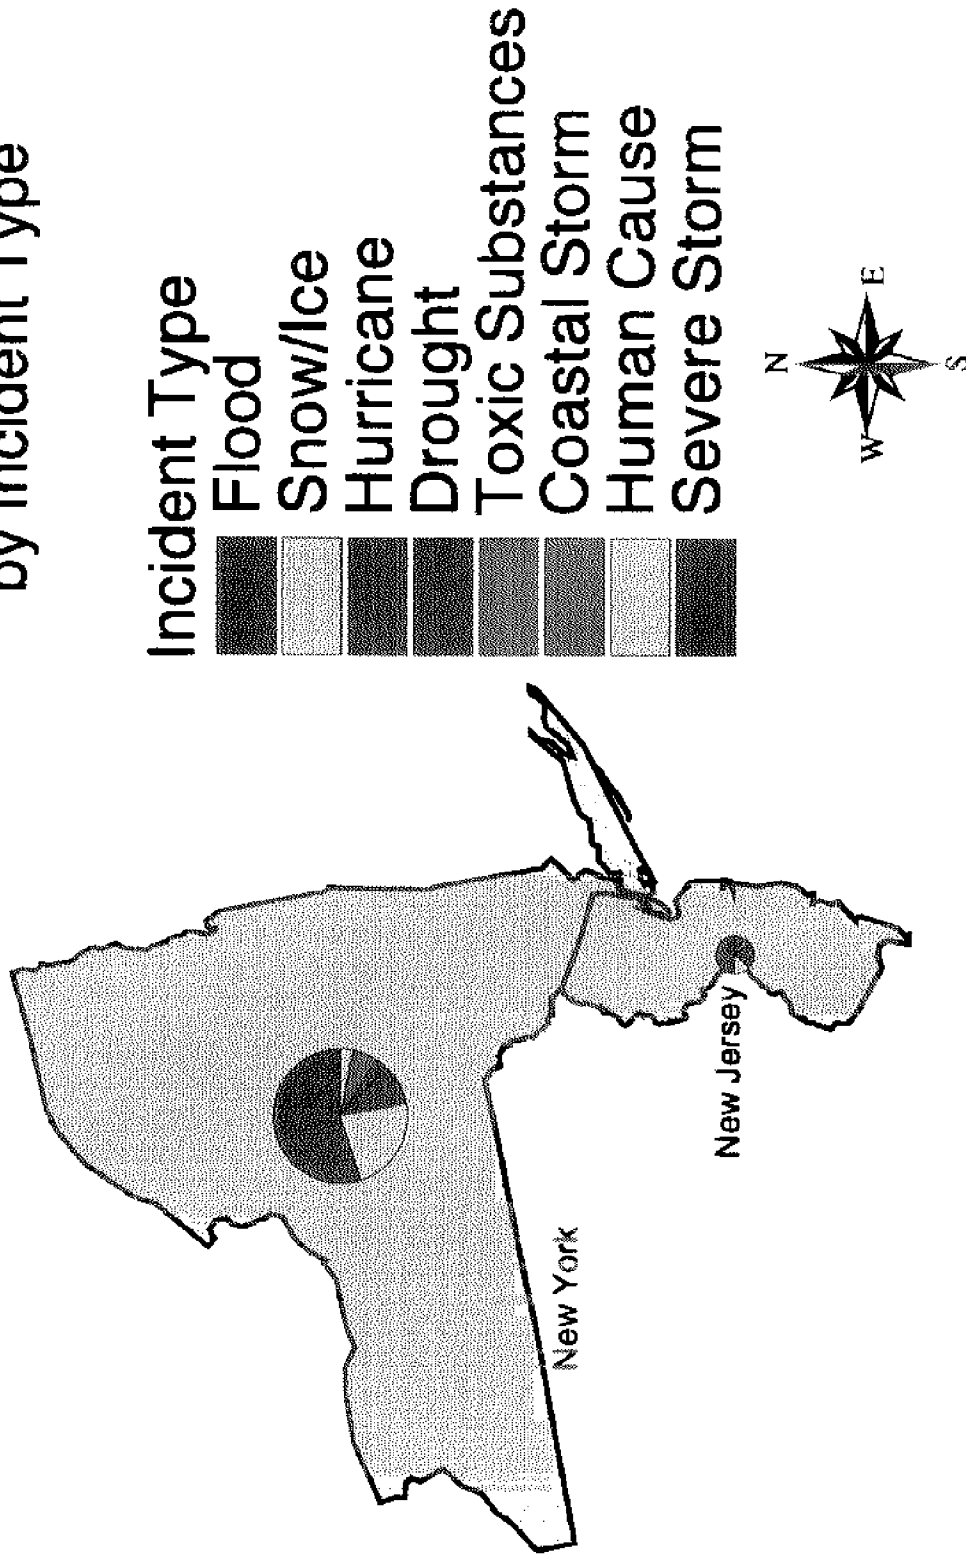 by Incident Type
Incident Type
Flood
Snow/Ice
Hurricane
Drought
Toxic Substances
Coastal Storm
Human Cause
Severe Storm
N
W
E
S
New York
New Jersey